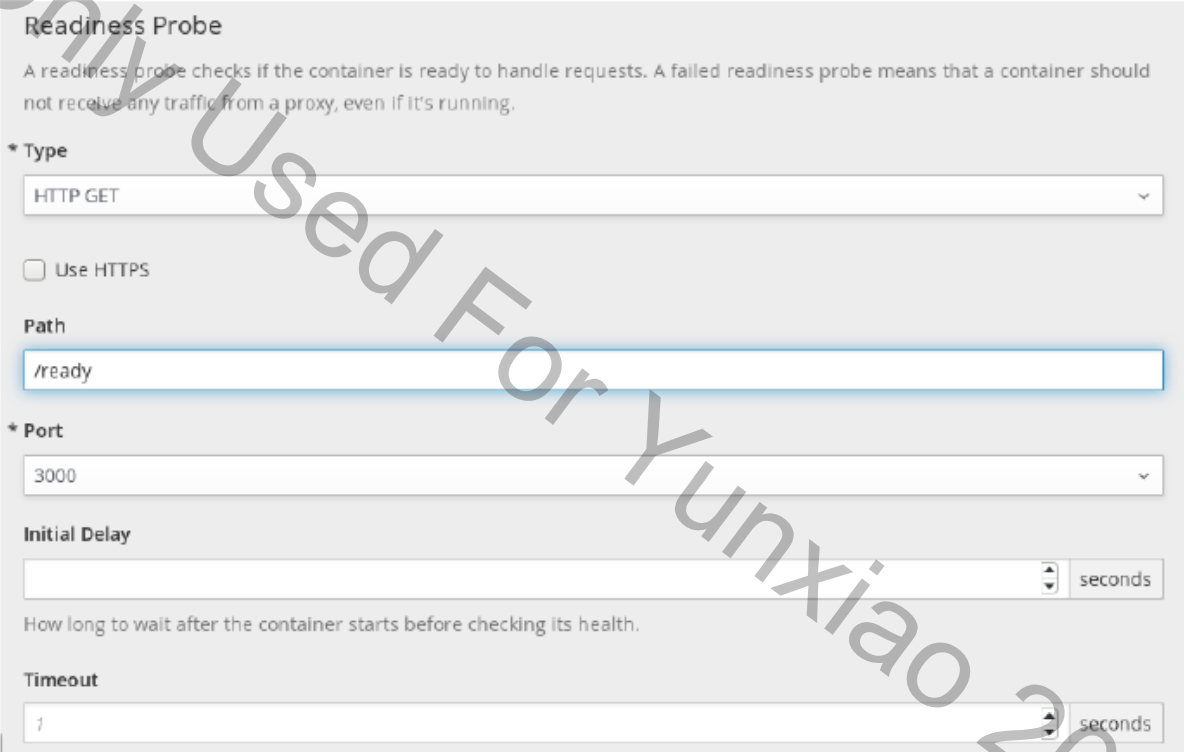 Readiness Probe
A readiness probe checks if the container is ready to handle requests. A failed readiness probe means that a container should
not receive any traffic from a proxy, even if it's running.
* Type
HTTP GET
Use HTTPS
Path
/ready
* Port
3000
Initial Delay
seconds
How long to wait after the container starts before checking its health.
Timeout
1
seconds
only Used For Yunxiao 20